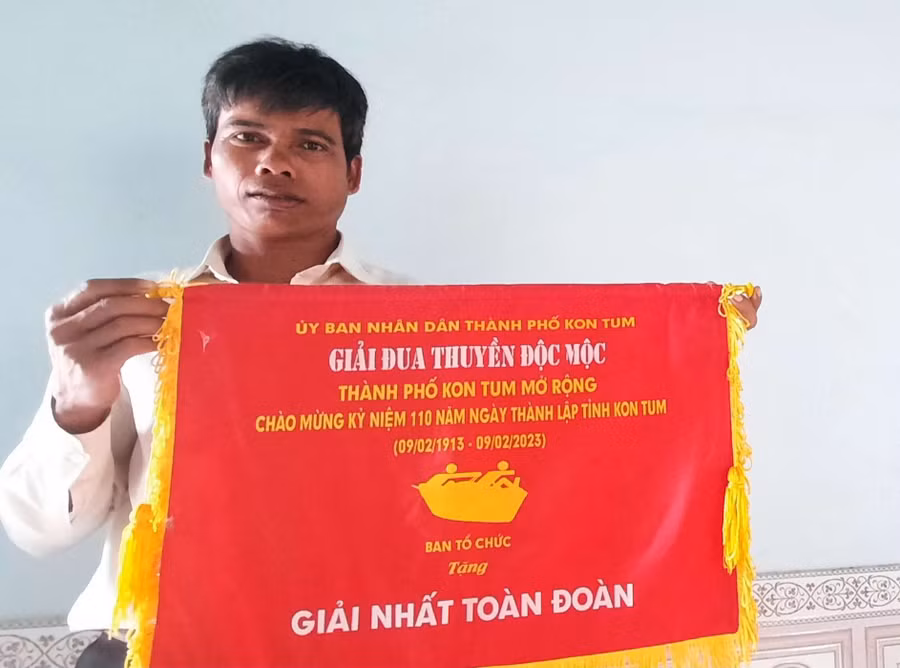 ỦY BAN NHÂN DÂN THÀNH PHỐ KON TUM
GIẢI ĐUA THUYỀN ĐỘC MỘC
THÀNH PHỐ KON TUM MỞ RỘNG
CHÀO MỪNG KỶ NIỆM 110 NĂM NGÀY THÀNH LẬP TỈNH KON TUM
(09/02/1913 - 09/02/2023)
BAN TỔ CHỨC
Tặng
GIẢI NHẤT TOÀN ĐOÀN